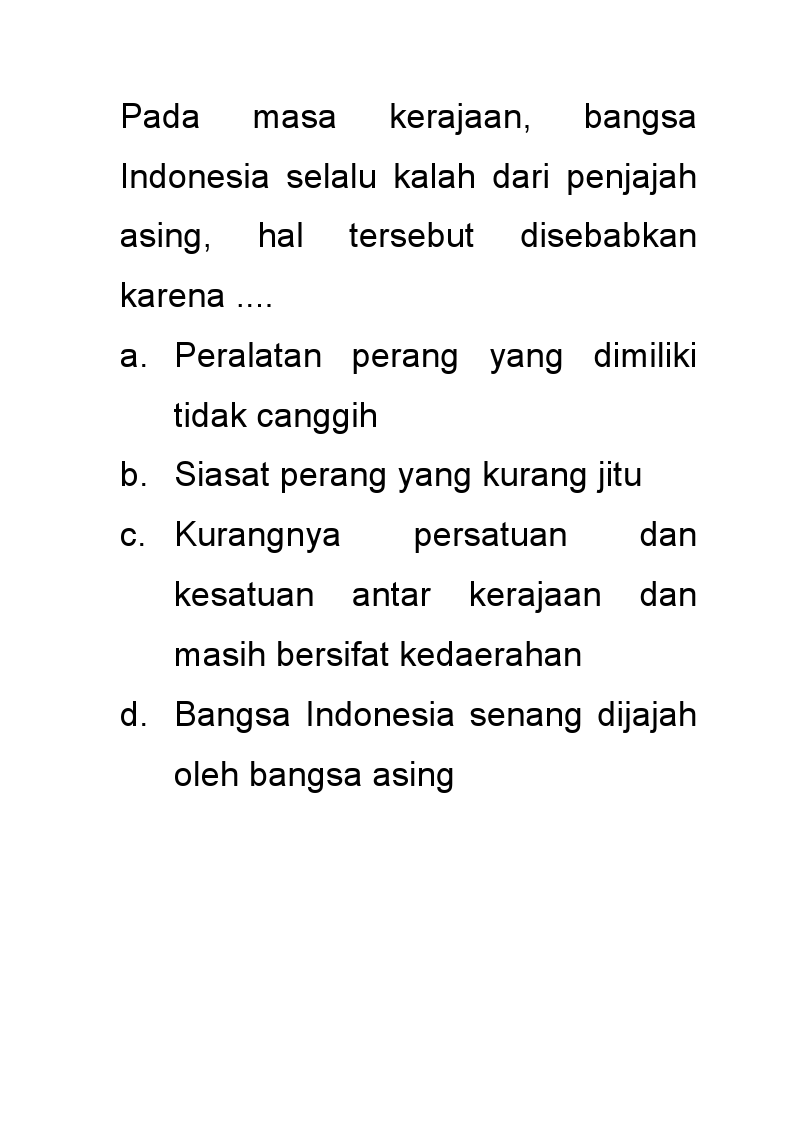 Pada masa kerajaan, bangsa
Indonesia selalu kalah dari penjajah
asing, hal tersebut disebabkan
karena ....
a. Peralatan perang yang dimiliki
tidak canggih
b. Siasat perang yang kurang jitu
c. Kurangnya persatuan dan
kesatuan antar kerajaan dan
masih bersifat kedaerahan
d. Bangsa Indonesia senang dijajah
oleh bangsa asing